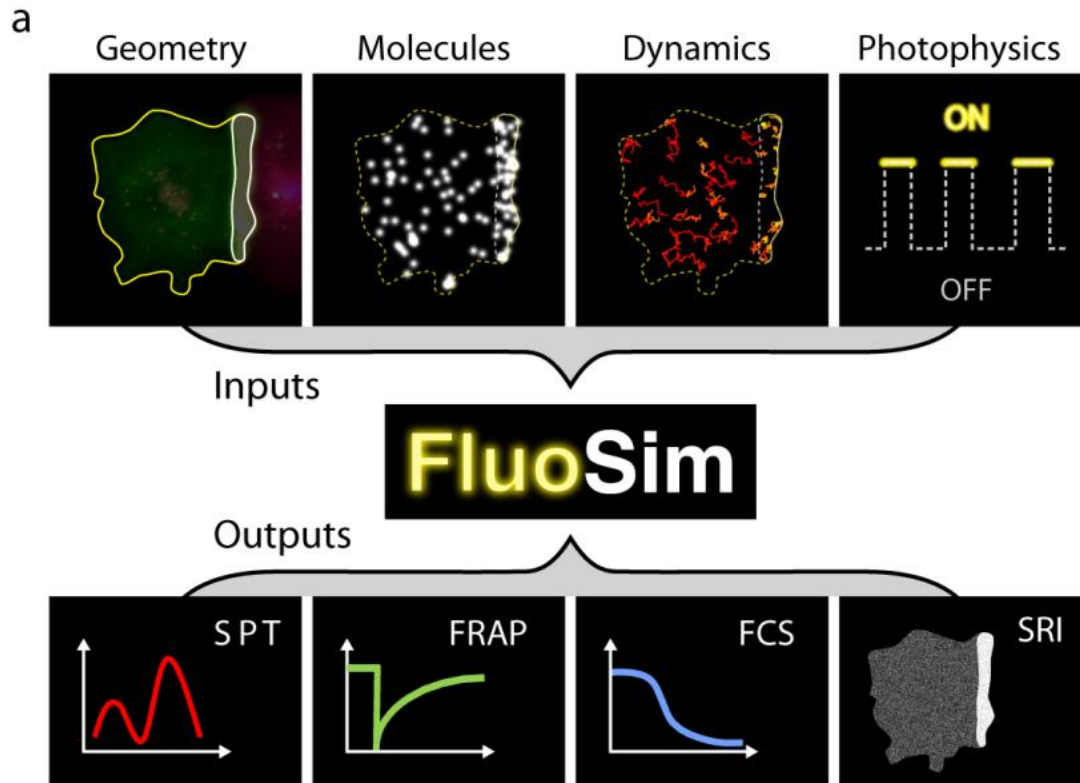 a
Geometry Molecules Dynamics Photophysics
ON
OFF
Inputs
FluoSim
Outputs
SPT FRAP FCS SRI